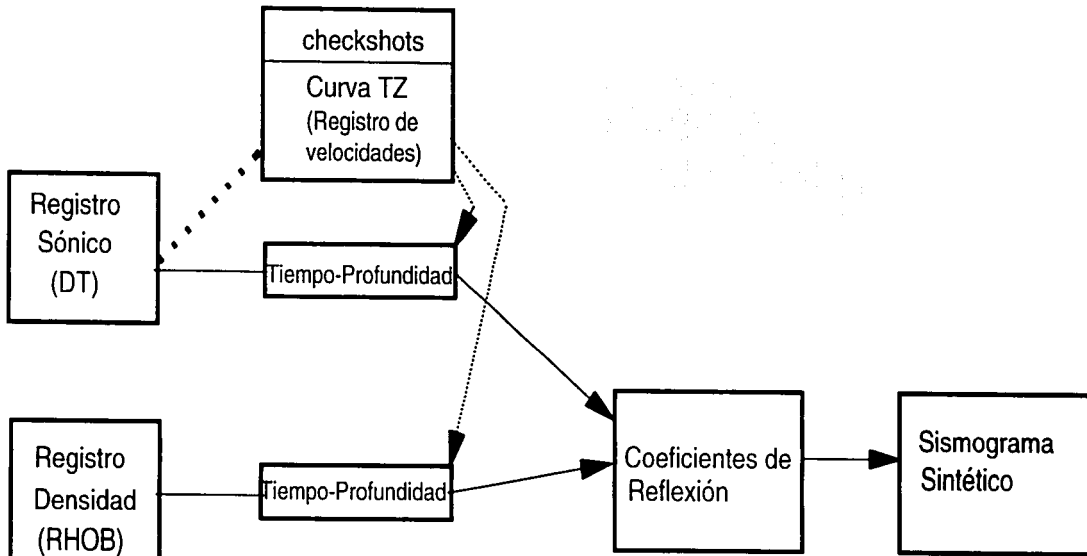 checkshots
Curva TZ
(Registro de
velocidades)
Registro
Sónico
(DT)
Tiempo-Profundidad
Registro
Densidad
(RHOB)
Tiempo-Profundidad
Coeficientes de
Reflexión
Sismograma
Sintético